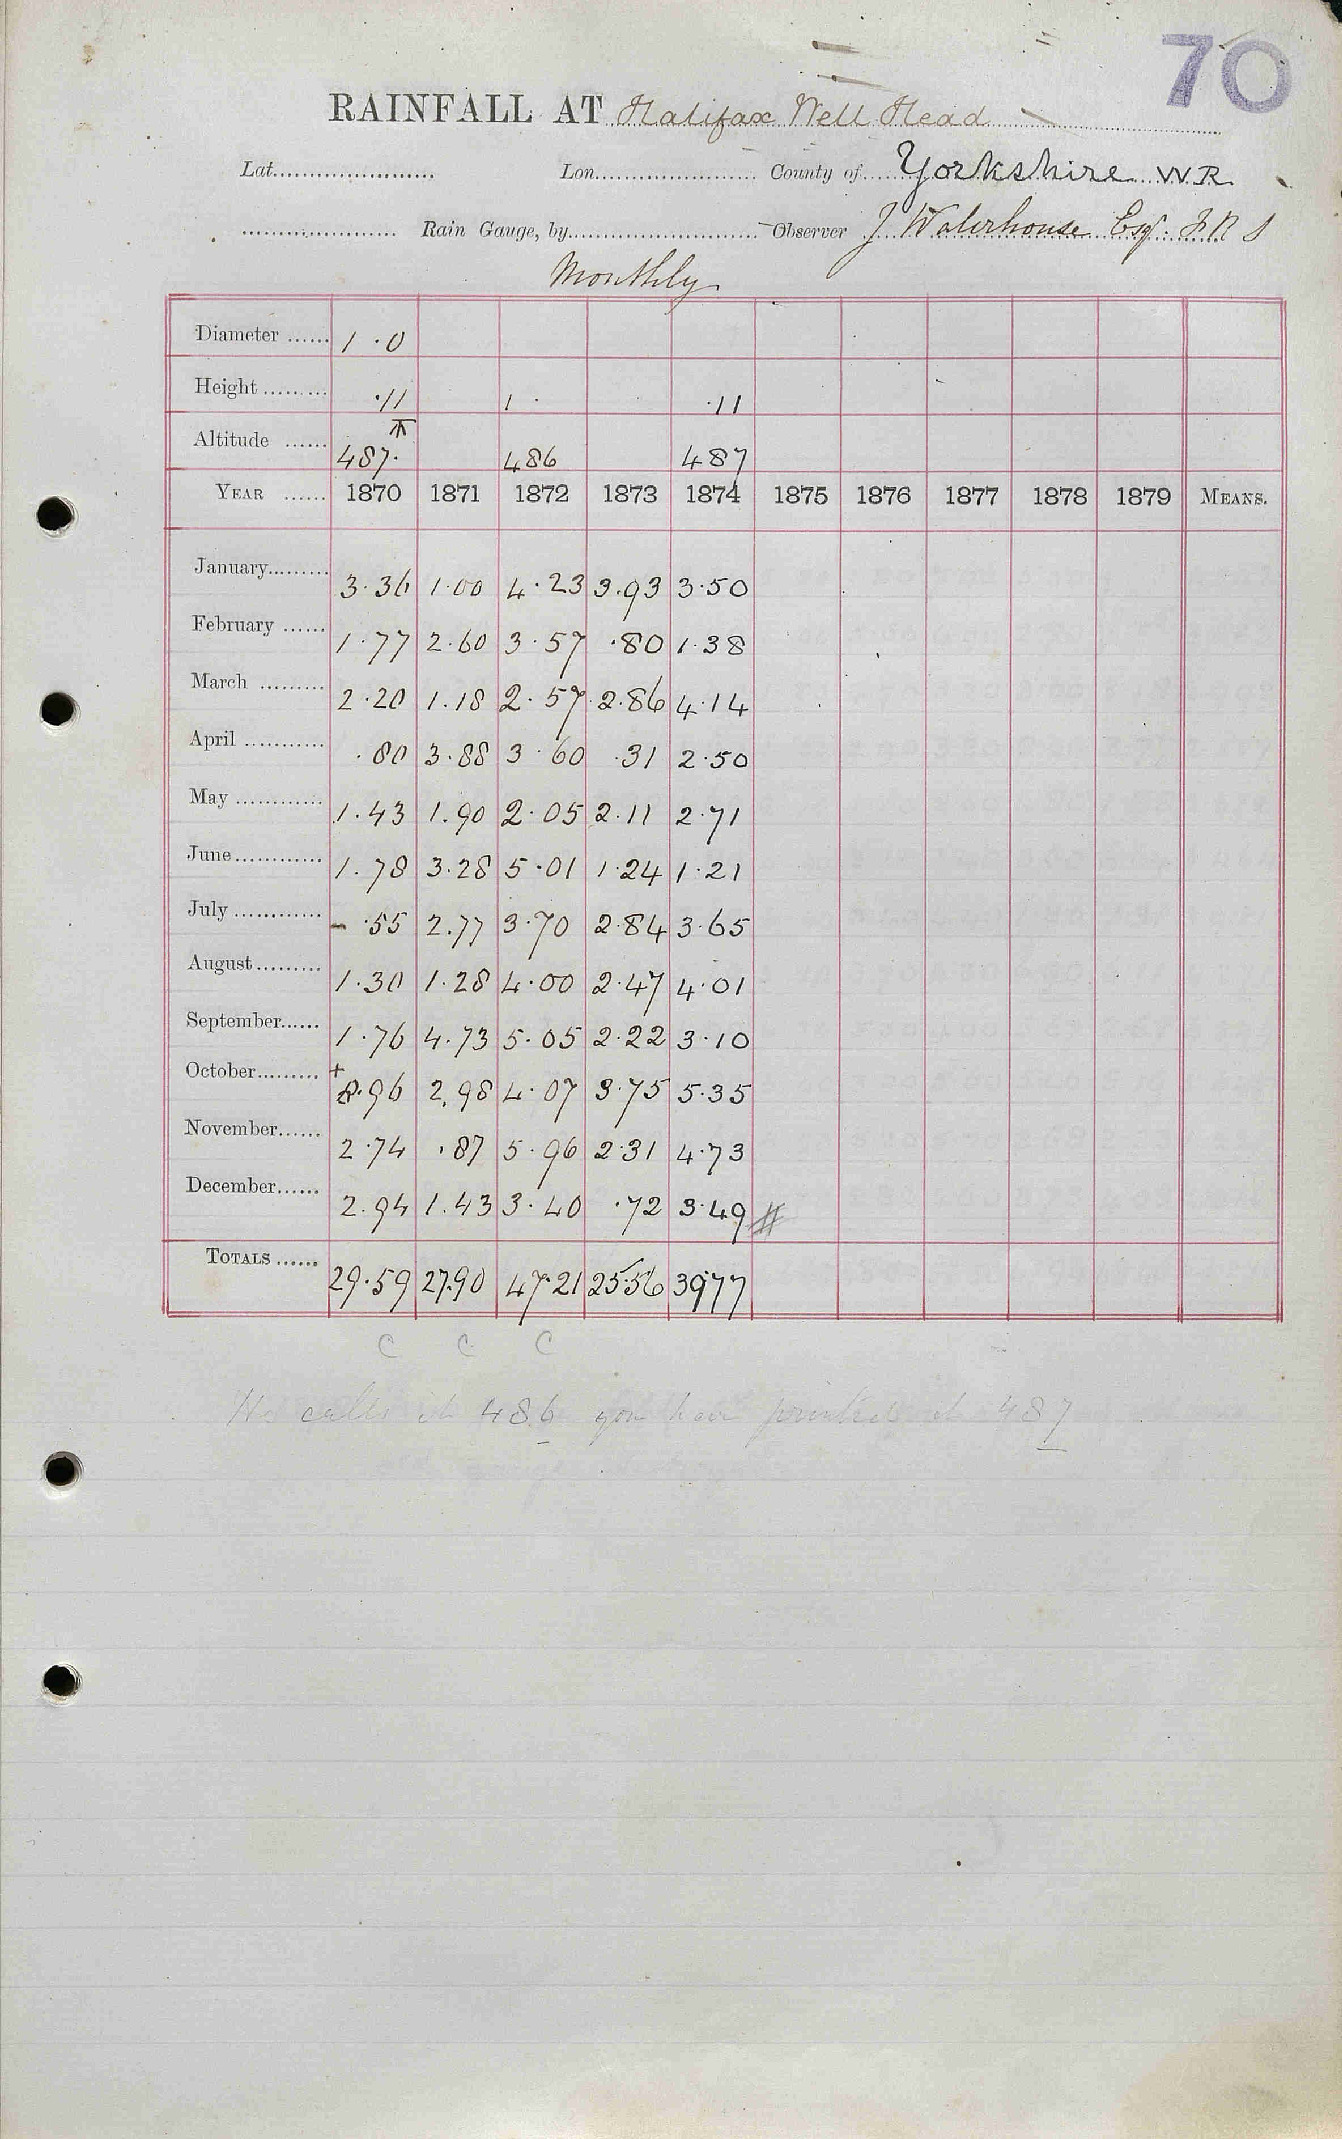 70
RAINFALL AT Halifax Well Head
Lat. Lon. County of Yorkshire W.R.
Rain Gauge, by Observer J Waterhouse Esq. F R S
Monthly
Diameter 1.0
Height .11 1. .11
Altitude 487. 486 487
YEAR 1870 1871 1872 1873 1874 1875 1876 1877 1878 1879 MEANS.
January 3.36 1.00 4.23 3.93 3.50
February 1.77 2.60 3.57 .80 1.38
March 2.20 1.18 2.57 2.86 4.14
April .80 3.88 3.60 .31 2.50
May 1.43 1.90 2.05 2.11 2.71
June 1.78 3.28 5.01 1.24 1.21
July - .55 2.77 3.70 2.84 3.65
August 1.30 1.28 4.00 2.47 4.01
September 1.76 4.73 5.05 2.22 3.10
October + 8.96 2.98 4.07 3.75 5.35
November 2.74 .87 5.96 2.31 4.73
December 2.94 1.43 3.40 .72 3.49 #
TOTALS 29.59 27.90 47.21 25.56 39.77
C C C
He calls it 486 you have printed it 487